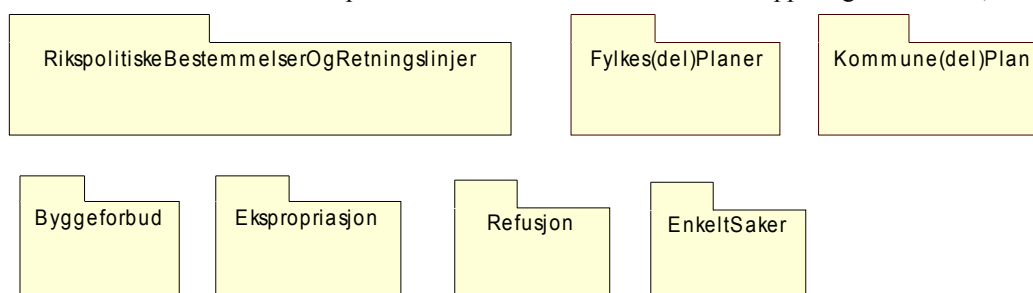 RikspolitiskeBestemmelserOgRetningslinjer
Fylkes(del)Planer
Kommune(del)Plan
Byggeforbud
Ekspropriasjon
Refusjon
EnkeltSaker